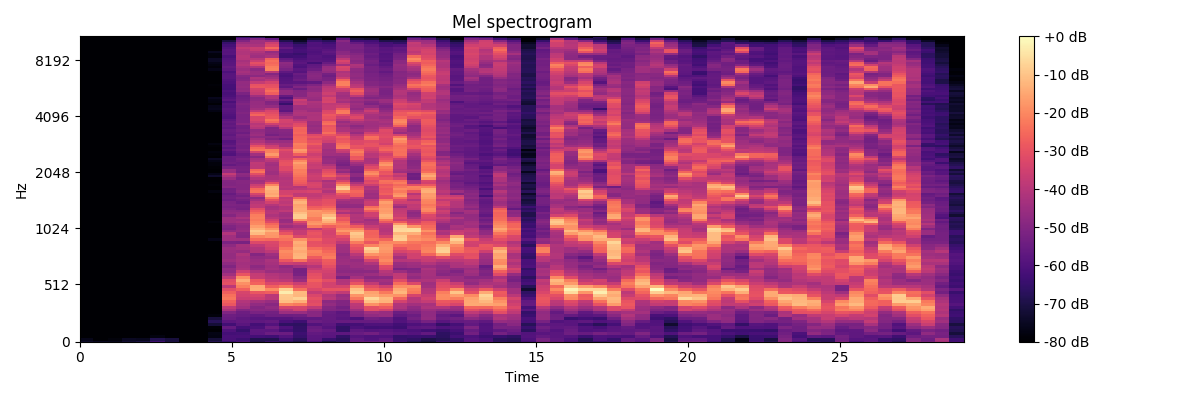 Mel spectrogram
Hz
8192
4096
2048
1024
512
0
0 5 10 15 20 25
Time
+0 dB
-10 dB
-20 dB
-30 dB
-40 dB
-50 dB
-60 dB
-70 dB
-80 dB